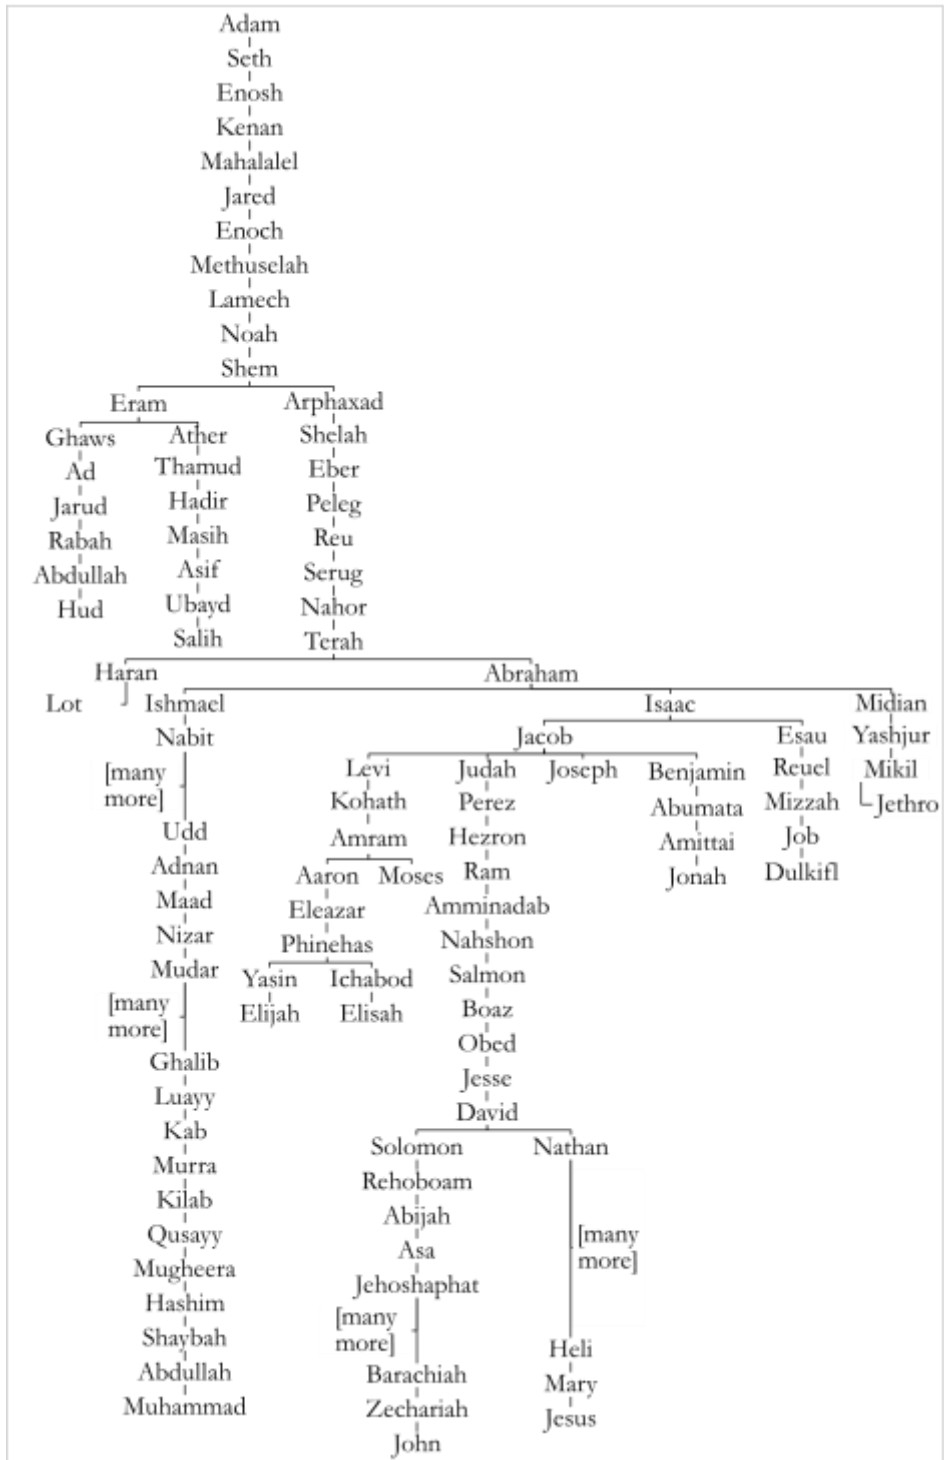 Adam
Seth
Enosh
Kenan
Mahalalel
Jared
Enoch
Methuselah
Lamech
Noah
Shem
Eram Arphaxad
Ghaws Ather Shelah
Ad Thamud Eber
Jarud Hadir Peleg
Rabah Masih Reu
Abdullah Asif Serug
Hud Ubayd Nahor
Salih Terah
Haran Abraham
Lot Ishmael Isaac Midian
Nabit Jacob Esau Yashjur
[many Levi Judah Joseph Benjamin Reuel Mikil
more] Kohath Perez Abumata Mizzah Jethro
Udd Amram Hezron Amittai Job
Adnan Aaron Moses Ram Jonah Dulkifl
Maad Eleazar Amminadab
Nizar Phinehas Nahshon
Mudar Yasin Ichabod Salmon
[many Elijah Elisah Boaz
more] Obed
Ghalib Jesse
Luayy David
Kab Solomon Nathan
Murra Rehoboam
Kilab Abijah
Qusayy Asa [many
Mugheera Jehoshaphat more]
Hashim [many
Shaybah more] Heli
Abdullah Barachiah Mary
Muhammad Zechariah Jesus
John